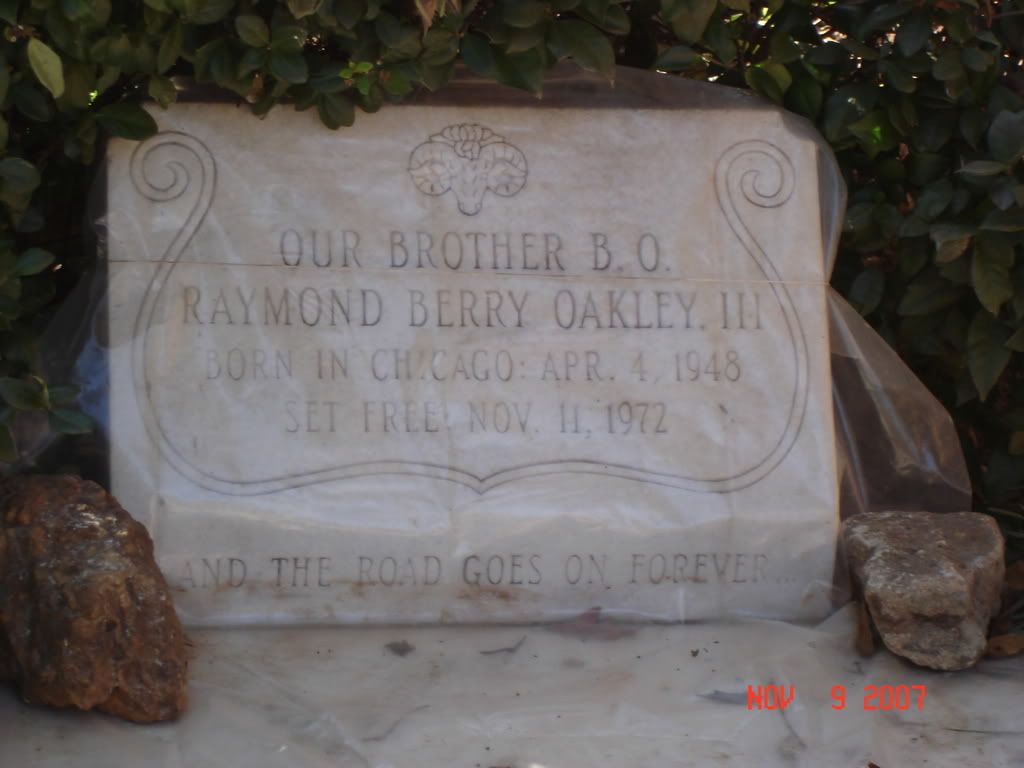 OUR BROTHER B. O.
RAYMOND BERRY OAKLEY, III
BORN IN CHICAGO: APR. 4, 1948
SET FREE: NOV. 11, 1972
AND THE ROAD GOES ON FOREVER...
NOV 9 2007